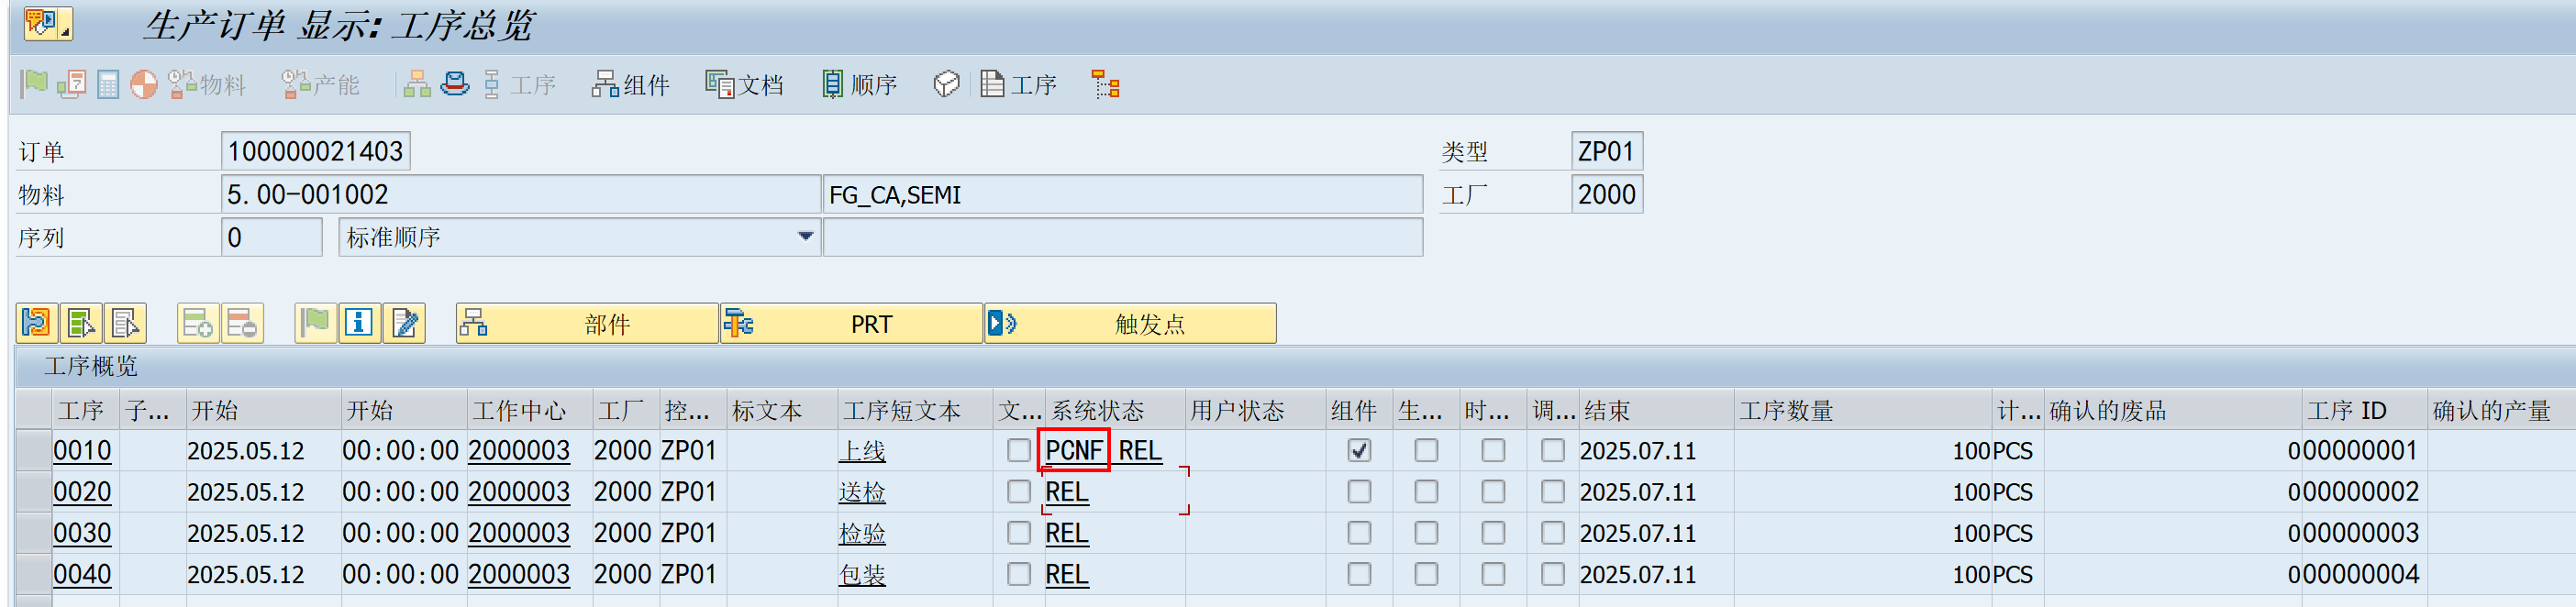 生产订单 显示: 工序总览
物料 产能 工序 组件 文档 顺序 工序
订单 100000021403 类型 ZP01
物料 5.00-001002 FG_CA,SEMI 工厂 2000
序列 0 标准顺序
部件 PRT 触发点
工序概览
工序 子... 开始 开始 工作中心 工厂 控... 标文本 工序短文本 文... 系统状态 用户状态 组件 生... 时... 调... 结束 工序数量 计... 确认的废品 工序 ID 确认的产量
0010 2025.05.12 00:00:00 2000003 2000 ZP01 上线 PCNF REL 2025.07.11 100 PCS 0 00000001
0020 2025.05.12 00:00:00 2000003 2000 ZP01 送检 REL 2025.07.11 100 PCS 0 00000002
0030 2025.05.12 00:00:00 2000003 2000 ZP01 检验 REL 2025.07.11 100 PCS 0 00000003
0040 2025.05.12 00:00:00 2000003 2000 ZP01 包装 REL 2025.07.11 100 PCS 0 00000004